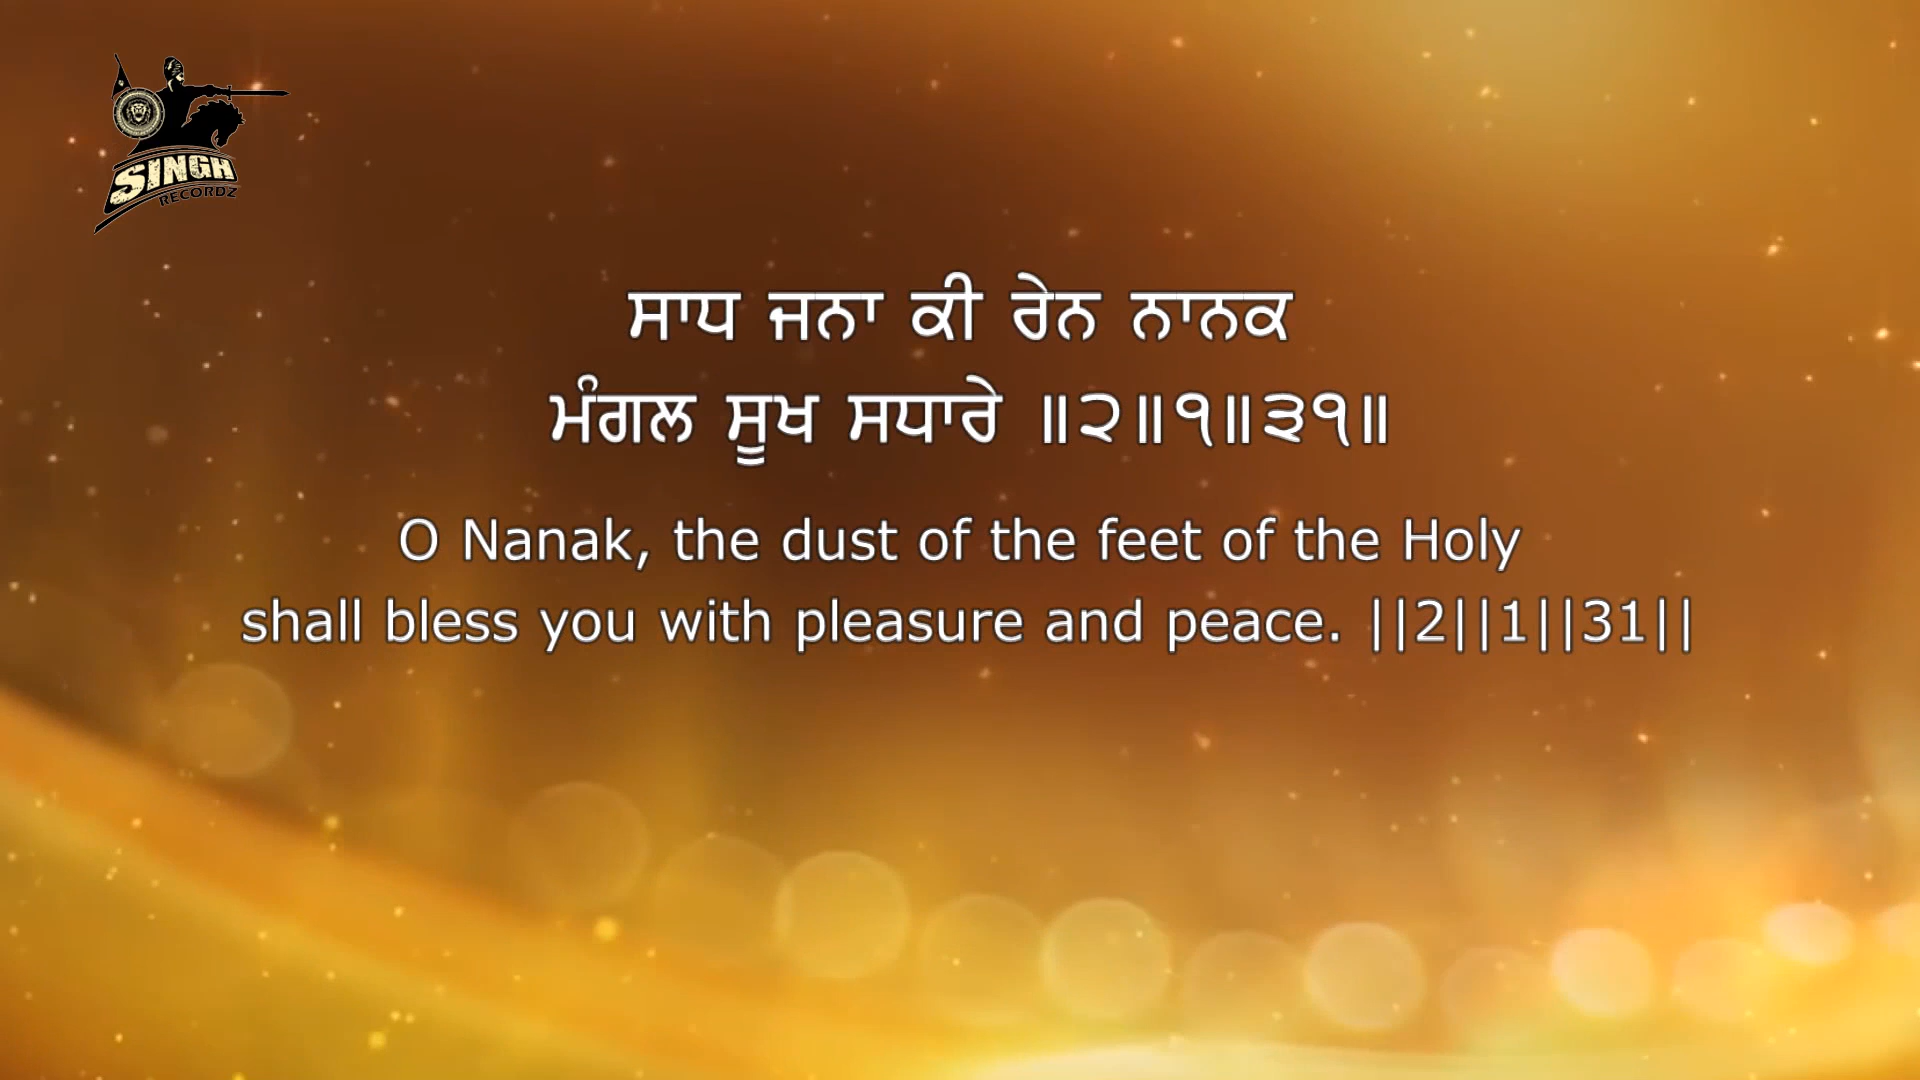 SINGH
RECORDZ
ਸਾਧ ਜਨਾ ਕੀ ਰੇਨ ਨਾਨਕ
ਮੰਗਲ ਸੂਖ ਸਧਾਰੇ ॥੨॥੧॥੩੧॥
O Nanak, the dust of the feet of the Holy
shall bless you with pleasure and peace. ||2||1||31||